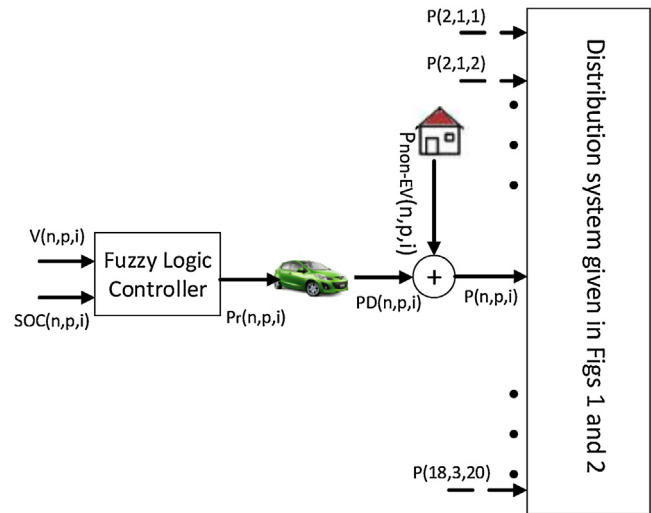 P(2,1,1)
P(2,1,2)
Pnon-EV(n,p,i)
V(n,p,i)
Fuzzy Logic
Controller
SOC(n,p,i)
Pr(n,p,i)
PD(n,p,i)
+
P(n,p,i)
P(18,3,20)
Distribution system given in Figs 1 and 2